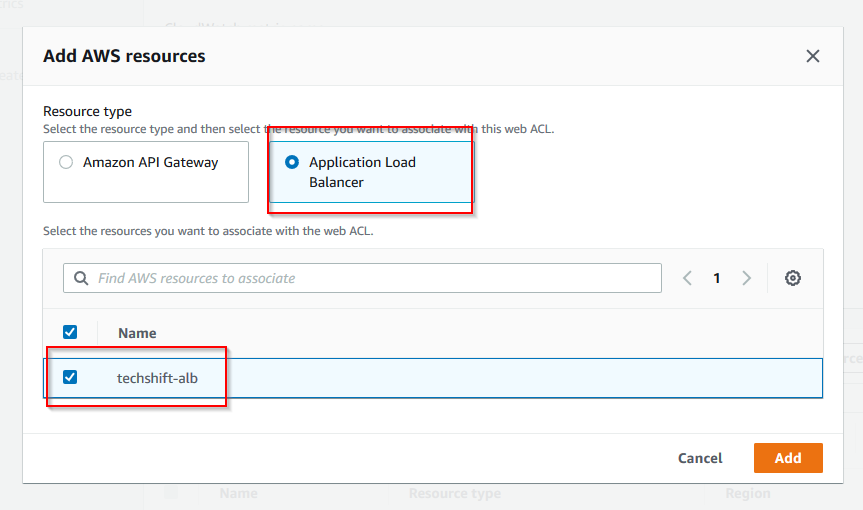 Add AWS resources
Resource type
Select the resource type and then select the resource you want to associate with this web ACL.
Amazon API Gateway
Application Load
Balancer
Select the resources you want to associate with the web ACL.
Find AWS resources to associate
1
Name
techshift-alb
Cancel
Add
Name
Resource type
Region